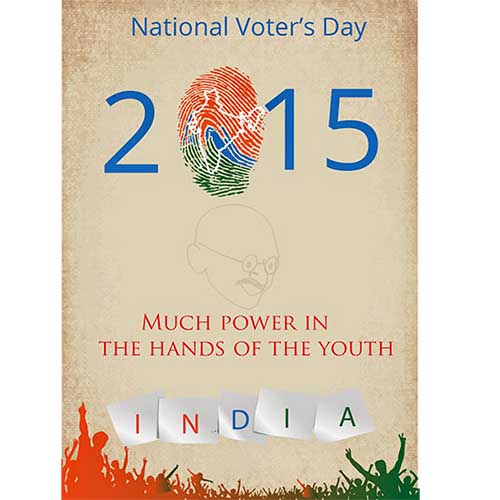 National Voter's Day
2015
MUCH POWER IN
THE HANDS OF THE YOUTH
INDIA